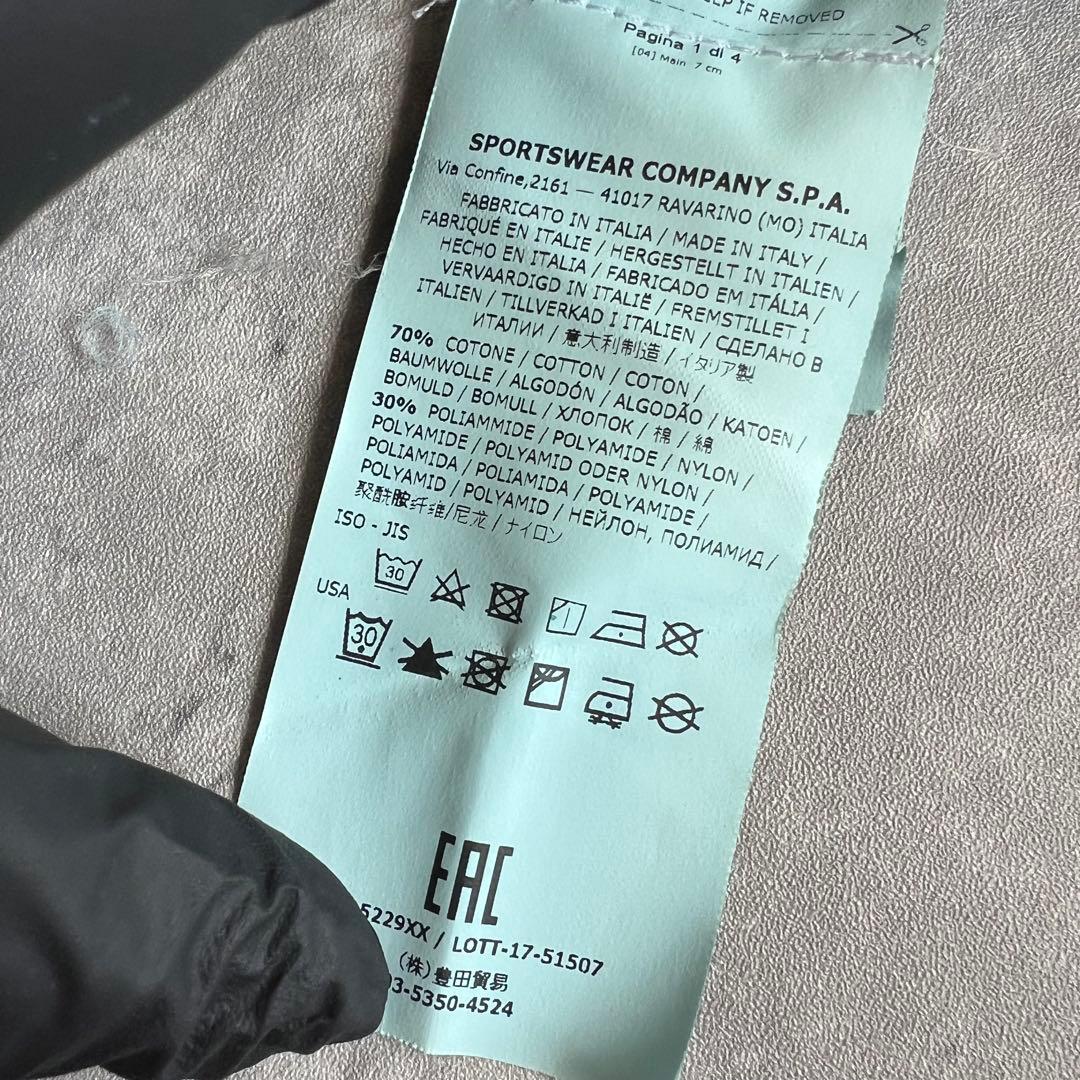 IF REMOVED
Pagina 1 di 4
[04] Main 7 cm
SPORTSWEAR COMPANY S.P.A.
Via Confine,2161 — 41017 RAVARINO (MO) ITALIA
FABBRICATO IN ITALIA / MADE IN ITALY /
FABRIQUÉ EN ITALIE / HERGESTELLT IN ITALIEN /
HECHO EN ITALIA / FABRICADO EM ITÁLIA /
VERVAARDIGD IN ITALIË / FREMSTILLET I
ITALIEN / TILLVERKAD I ITALIEN / СДЕЛАНО В
ИТАЛИИ / 意大利制造 / イタリア製
70% COTONE / COTTON / COTON /
BAUMWOLLE / ALGODÓN / ALGODÃO / KATOEN /
BOMULD / BOMULL / ХЛОПОК / 棉 / 綿
30% POLIAMMIDE / POLYAMIDE / NYLON /
POLYAMIDE / POLYAMID ODER NYLON /
POLIAMIDA / POLIAMIDA / POLYAMIDE /
POLYAMID / POLYAMID / НЕЙЛОН, ПОЛИАМИД /
聚酰胺纤维/尼龙 / ナイロン
ISO - JIS
30
USA
30
EAC
5229XX / LOTT-17-51507
(株)豊田貿易
03-5350-4524